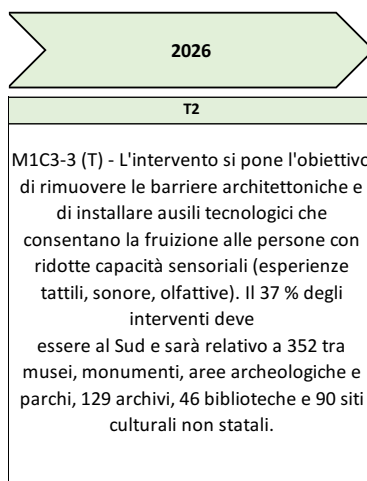 2026
T2
M1C3-3 (T) - L'intervento si pone l'obiettivo
di rimuovere le barriere architettoniche e
di installare ausili tecnologici che
consentano la fruizione alle persone con
ridotte capacità sensoriali (esperienze
tattili, sonore, olfattive). Il 37 % degli
interventi deve
essere al Sud e sarà relativo a 352 tra
musei, monumenti, aree archeologiche e
parchi, 129 archivi, 46 biblioteche e 90 siti
culturali non statali.